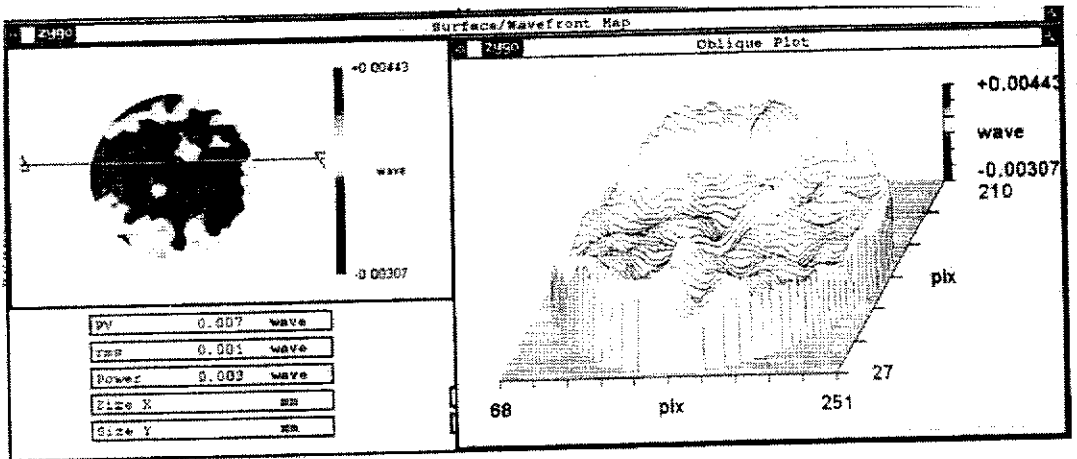 Surface/Wavefront Map
zygo
+0.00443
wave
-0.00307
PV 0.007 wave
rms 0.001 wave
Power 0.003 wave
Size X mm
Size Y mm
zygo
Oblique Plot
+0.00443
wave
-0.00307
210
pix
27
68
pix
251